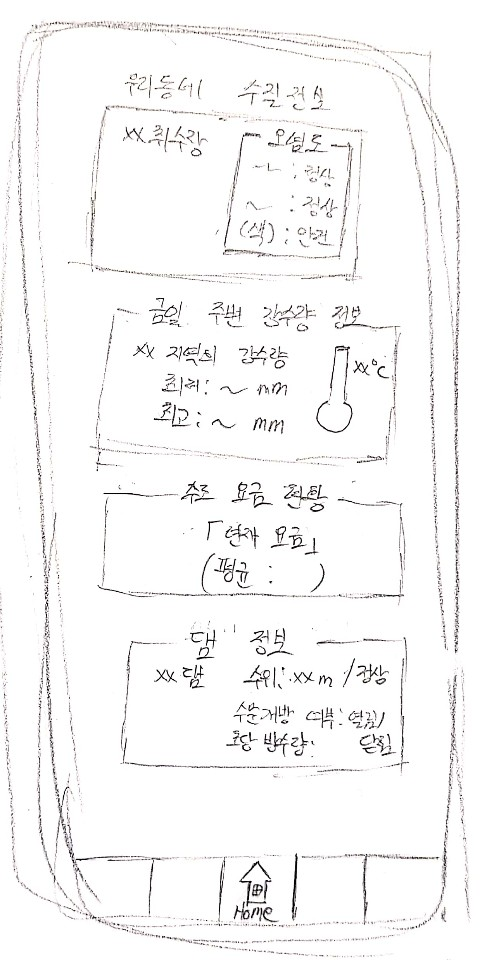 우리동네 수질정보
xx 취수장
오염도
~ : 정상
~ : 정상
(색) : 안전
금일 주변 강수량 정보
xx 지역의 강수량
최저 : ~ mm
최고 : ~ mm
xx°C
수도 요금 현황
「현재 요금」
(평균 : )
댐 정보
xx 댐 수위 : xx m / 정상
수문개방 여부 : 열림/
닫힘
초당 방수량 :
Home